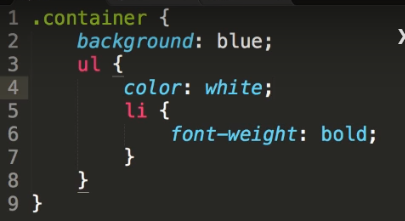 1 .container {
2     background: blue;
3     ul {
4         color: white;
5         li {
6             font-weight: bold;
7         }
8     }
9 }